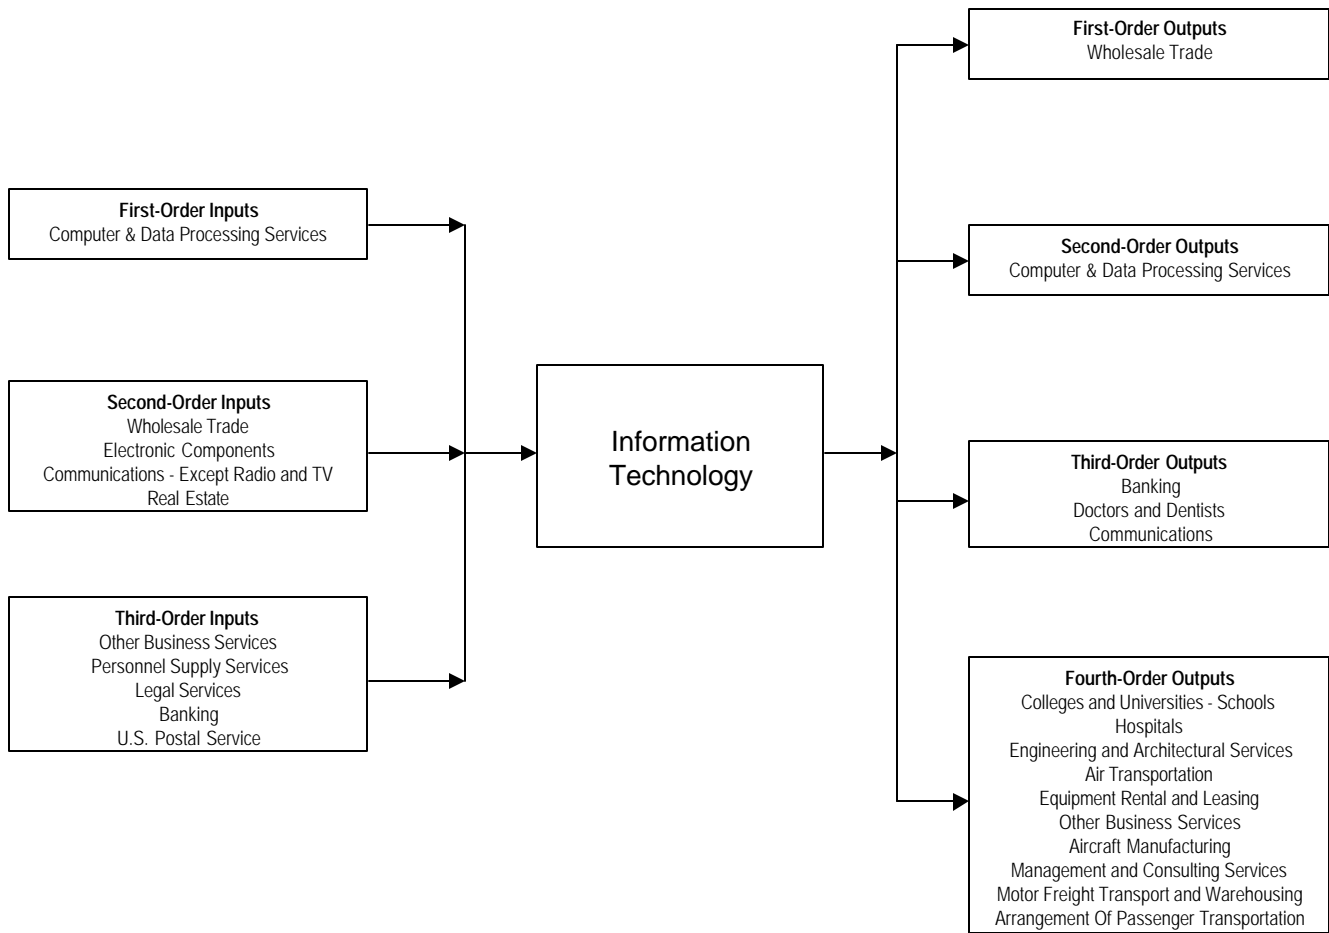 First-Order Inputs
Computer & Data Processing Services
Second-Order Inputs
Wholesale Trade
Electronic Components
Communications - Except Radio and TV
Real Estate
Third-Order Inputs
Other Business Services
Personnel Supply Services
Legal Services
Banking
U.S. Postal Service
Information
Technology
First-Order Outputs
Wholesale Trade
Second-Order Outputs
Computer & Data Processing Services
Third-Order Outputs
Banking
Doctors and Dentists
Communications
Fourth-Order Outputs
Colleges and Universities - Schools
Hospitals
Engineering and Architectural Services
Air Transportation
Equipment Rental and Leasing
Other Business Services
Aircraft Manufacturing
Management and Consulting Services
Motor Freight Transport and Warehousing
Arrangement Of Passenger Transportation